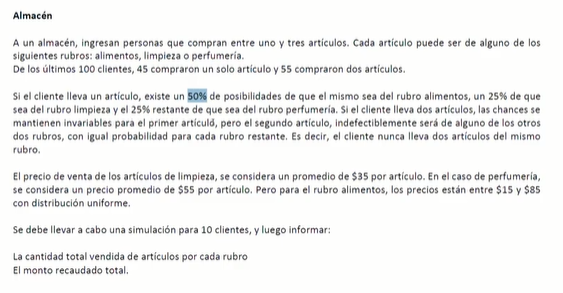 Almacén
A un almacén, ingresan personas que compran entre uno y tres artículos. Cada artículo puede ser de alguno de los
siguientes rubros: alimentos, limpieza o perfumería.
De los últimos 100 clientes, 45 compraron un solo artículo y 55 compraron dos artículos.
Si el cliente lleva un artículo, existe un 50% de posibilidades de que el mismo sea del rubro alimentos, un 25% de que
sea del rubro limpieza y el 25% restante de que sea del rubro perfumería. Si el cliente lleva dos artículos, las chances se
mantienen invariables para el primer artículo, pero el segundo artículo, indefectiblemente será de alguno de los otros
dos rubros, con igual probabilidad para cada rubro restante. Es decir, el cliente nunca lleva dos artículos del mismo
rubro.
El precio de venta de los artículos de limpieza, se considera un promedio de $35 por artículo. En el caso de perfumería,
se considera un precio promedio de $55 por artículo. Pero para el rubro alimentos, los precios están entre $15 y $85
con distribución uniforme.
Se debe llevar a cabo una simulación para 10 clientes, y luego informar:
La cantidad total vendida de artículos por cada rubro
El monto recaudado total.